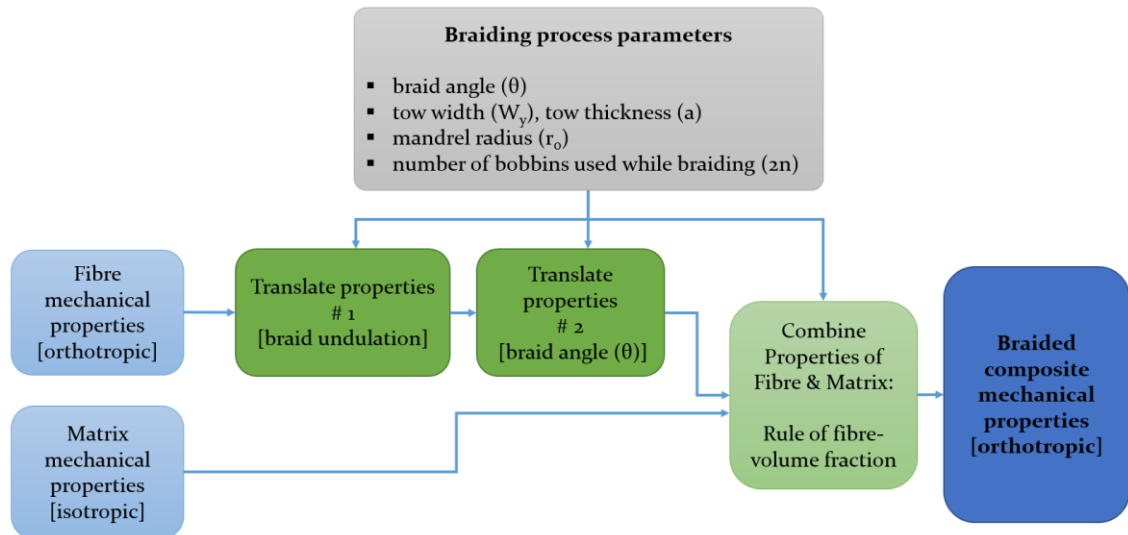 Braiding process parameters
▪ braid angle (θ)
▪ tow width (Wy), tow thickness (a)
▪ mandrel radius (ro)
▪ number of bobbins used while braiding (2n)
Fibre
mechanical
properties
[orthotropic]
Translate properties
# 1
[braid undulation]
Translate
properties
# 2
[braid angle (θ)]
Combine
Properties of
Fibre & Matrix:
Rule of fibre-
volume fraction
Braided
composite
mechanical
properties
[orthotropic]
Matrix
mechanical
properties
[isotropic]